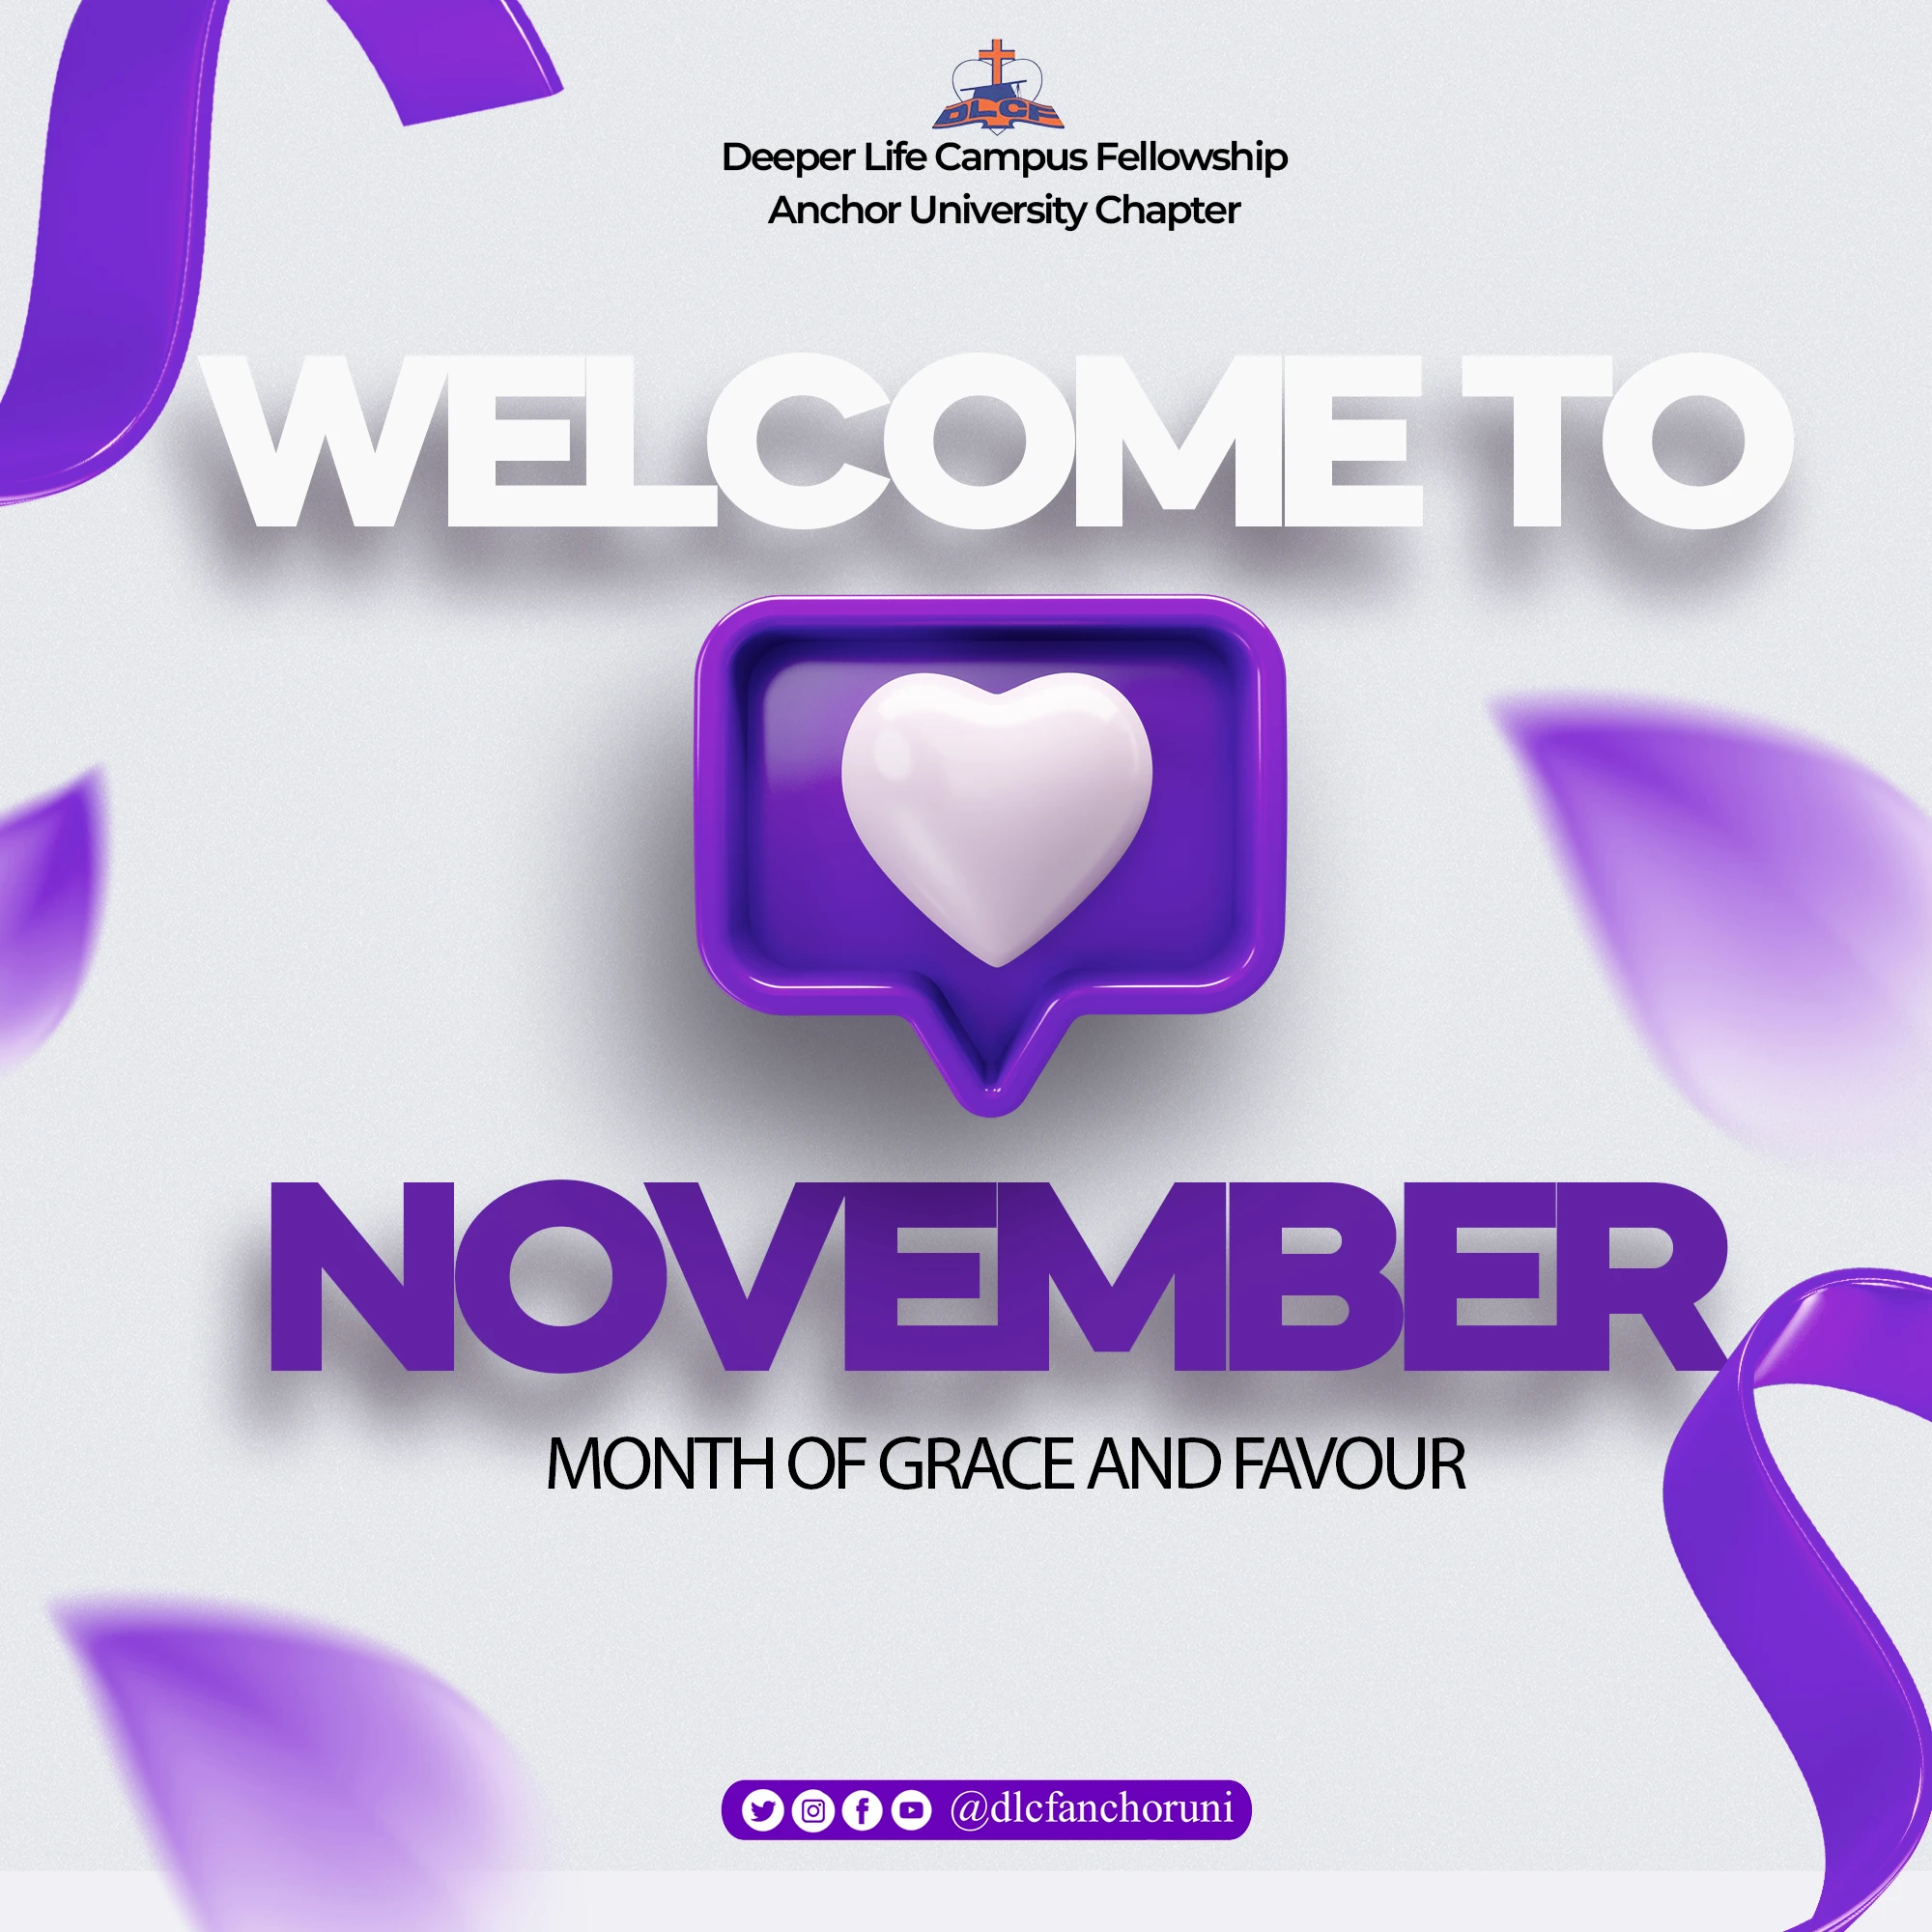 DLCF
Deeper Life Campus Fellowship
Anchor University Chapter
WELCOME TO
NOVEMBER
MONTH OF GRACE AND FAVOUR
@dlcfanchoruni